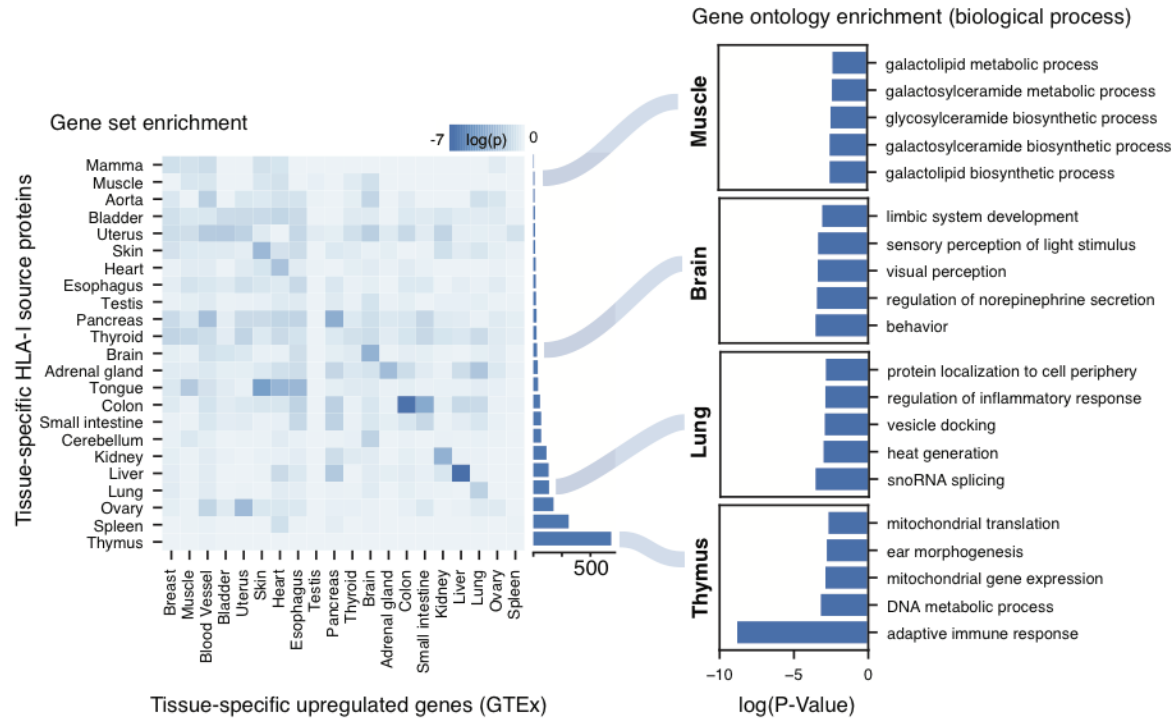 Gene ontology enrichment (biological process)
Gene set enrichment
-7
log(p)
0
Tissue-specific HLA-I source proteins
Mamma
Muscle
Aorta
Bladder
Uterus
Skin
Heart
Esophagus
Testis
Pancreas
Thyroid
Brain
Adrenal gland
Tongue
Colon
Small intestine
Cerebellum
Kidney
Liver
Lung
Ovary
Spleen
Thymus
Breast
Muscle
Blood Vessel
Bladder
Uterus
Skin
Heart
Esophagus
Testis
Pancreas
Thyroid
Brain
Adrenal gland
Colon
Small intestine
Kidney
Liver
Lung
Ovary
Spleen
Tissue-specific upregulated genes (GTEx)
500
Muscle
galactolipid metabolic process
galactosylceramide metabolic process
glycosylceramide biosynthetic process
galactosylceramide biosynthetic process
galactolipid biosynthetic process
Brain
limbic system development
sensory perception of light stimulus
visual perception
regulation of norepinephrine secretion
behavior
Lung
protein localization to cell periphery
regulation of inflammatory response
vesicle docking
heat generation
snoRNA splicing
Thymus
mitochondrial translation
ear morphogenesis
mitochondrial gene expression
DNA metabolic process
adaptive immune response
−10
−5
0
log(P-Value)